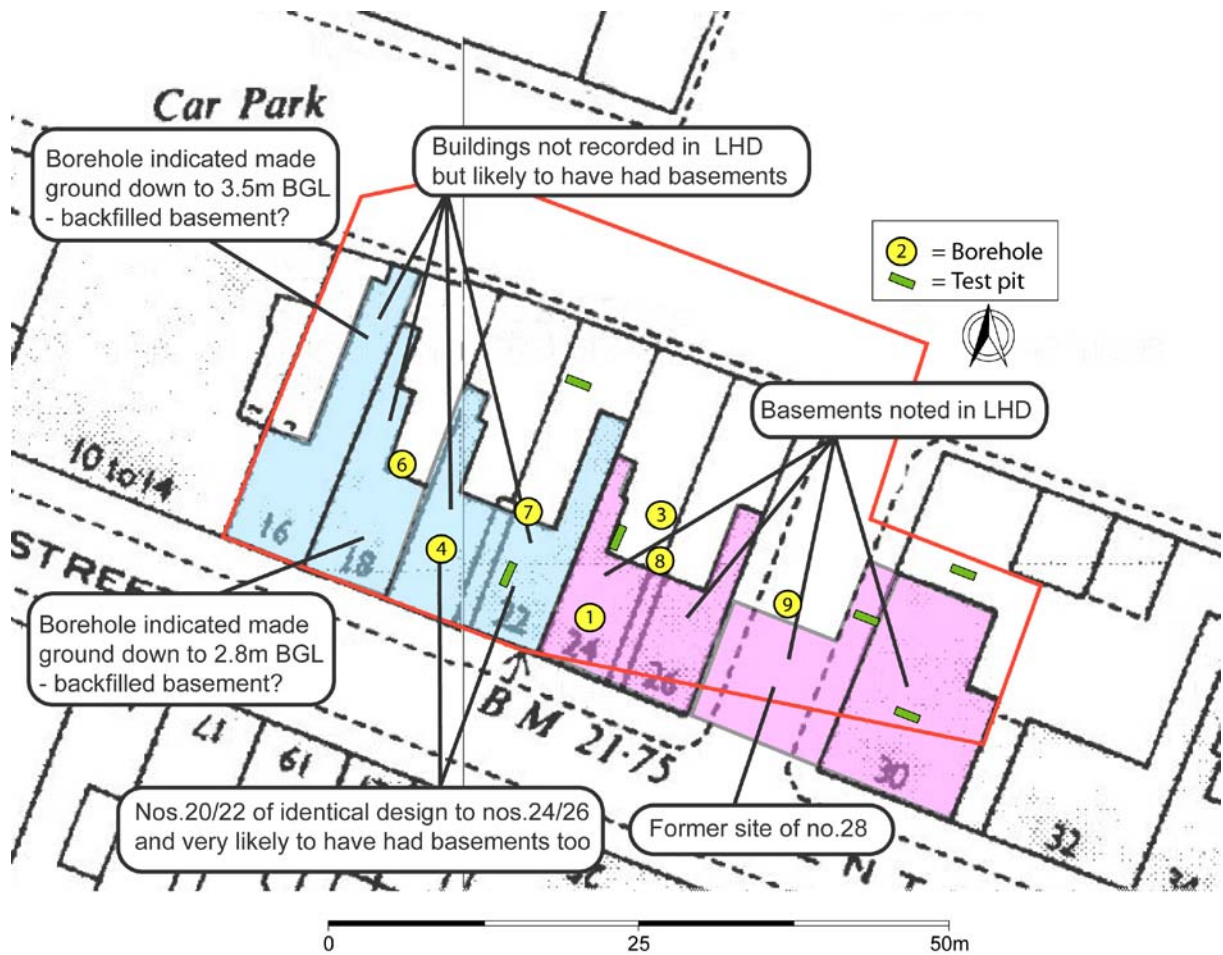 Car Park
Borehole indicated made
ground down to 3.5m BGL
- backfilled basement?
Buildings not recorded in LHD
but likely to have had basements
2 = Borehole
= Test pit
Basements noted in LHD
10 to 14
16
18
6
7
4
22
3
8
1
24
26
9
30
STREET
Borehole indicated made
ground down to 2.8m BGL
- backfilled basement?
BM 21·75
17
19
Nos.20/22 of identical design to nos.24/26
and very likely to have had basements too
Former site of no.28
32
34
N T
0 25 50m